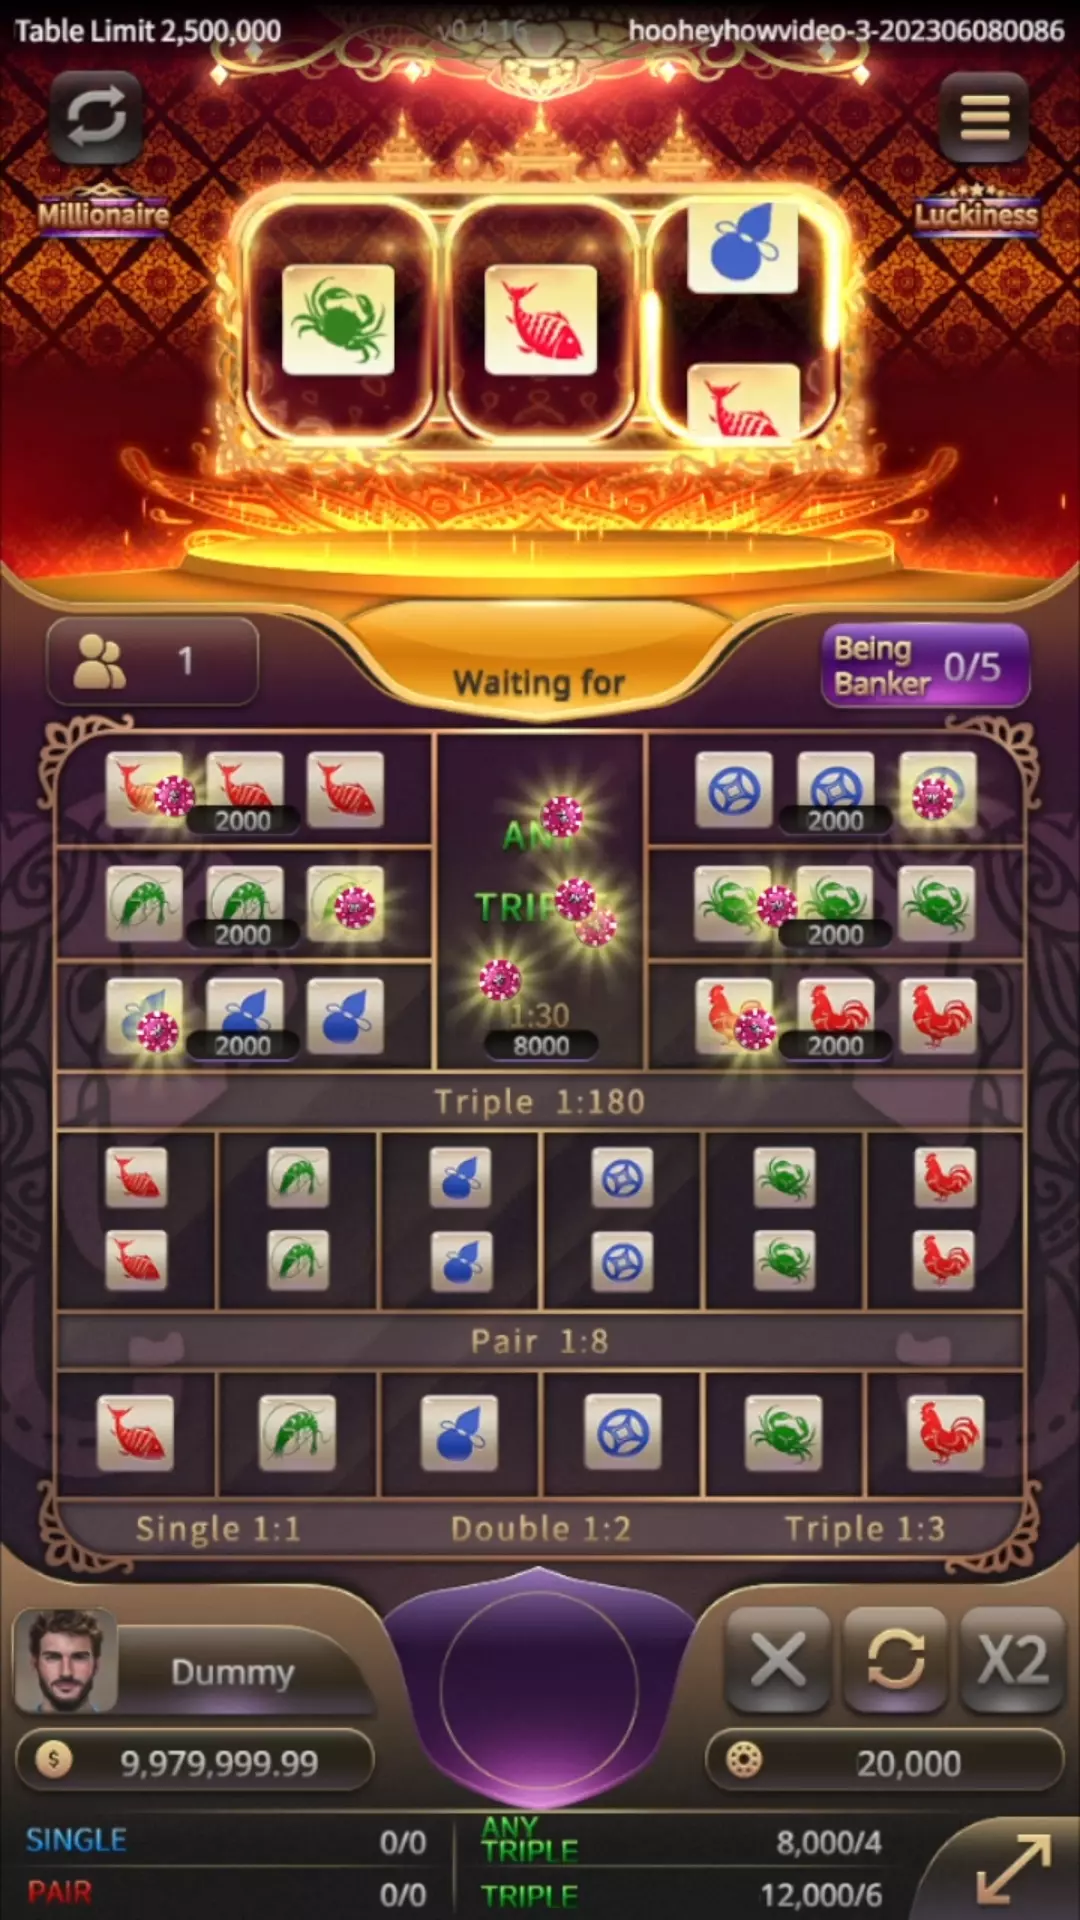 Table Limit 2,500,000
v0.4.16
hooheyhowvideo-3-202306080086
Millionaire
Luckiness
1
Waiting for
Being
Banker
0/5
2000
2000
2000
2000
2000
2000
1:30
8000
Triple 1:180
Pair 1:8
Single 1:1
Double 1:2
Triple 1:3
Dummy
X2
$
9,979,999.99
20,000
SINGLE
0/0
ANY
TRIPLE
8,000/4
PAIR
0/0
TRIPLE
12,000/6